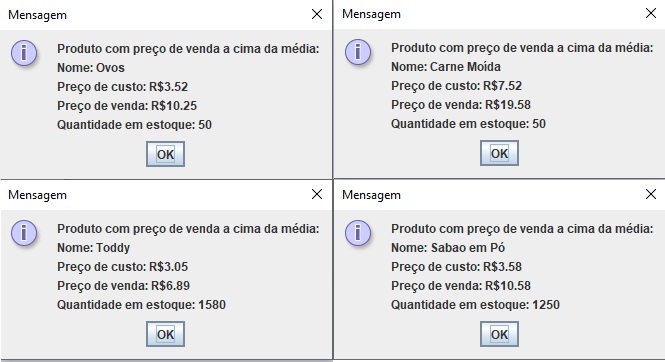 Mensagem
Produto com preço de venda a cima da média:
Nome: Ovos
Preço de custo: R$3.52
Preço de venda: R$10.25
Quantidade em estoque: 50
OK
Mensagem
Produto com preço de venda a cima da média:
Nome: Carne Moída
Preço de custo: R$7.52
Preço de venda: R$19.58
Quantidade em estoque: 50
OK
Mensagem
Produto com preço de venda a cima da média:
Nome: Toddy
Preço de custo: R$3.05
Preço de venda: R$6.89
Quantidade em estoque: 1580
OK
Mensagem
Produto com preço de venda a cima da média:
Nome: Sabao em Pó
Preço de custo: R$3.58
Preço de venda: R$10.58
Quantidade em estoque: 1250
OK